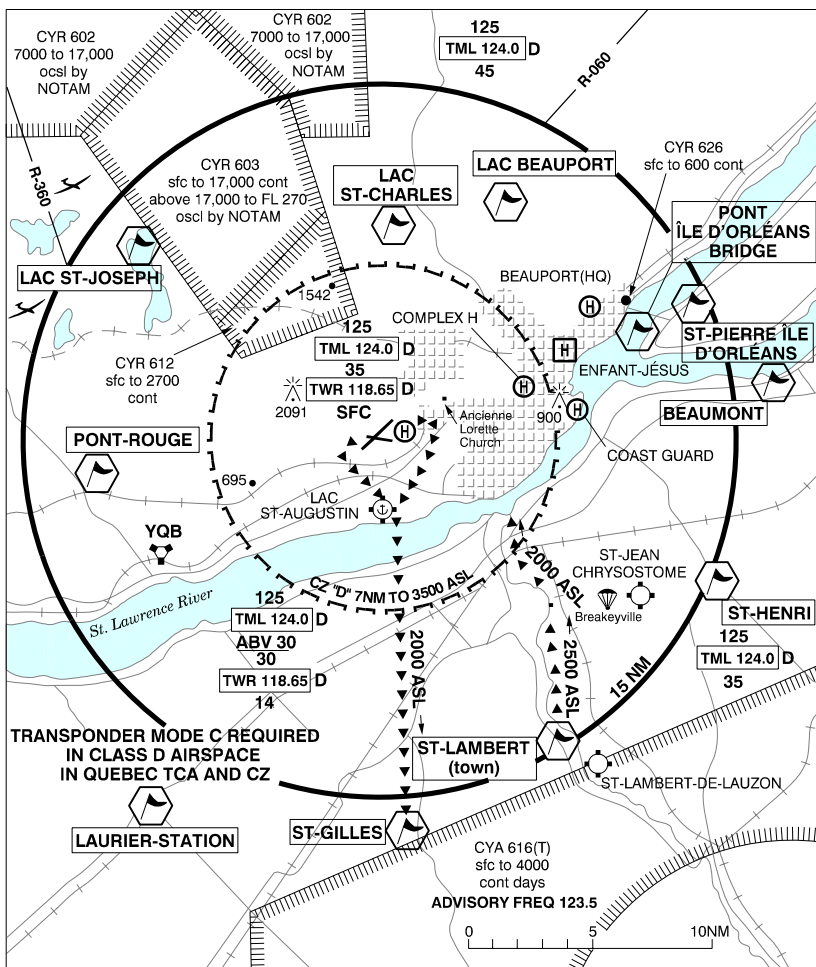 CYR 602
7000 to 17,000
ocsl by
NOTAM
CYR 602
7000 to 17,000
ocsl by
NOTAM
125
TML 124.0 D
45
R-060
R-360
CYR 603
sfc to 17,000 cont
above 17,000 to FL 270
oscl by NOTAM
LAC
ST-CHARLES
LAC BEAUPORT
CYR 626
sfc to 600 cont
PONT
ÎLE D'ORLÉANS
BRIDGE
LAC ST-JOSEPH
BEAUPORT(HQ)
1542
COMPLEX H
H
H
ST-PIERRE ÎLE
D'ORLÉANS
CYR 612
sfc to 2700
cont
125
TML 124.0 D
35
TWR 118.65 D
SFC
2091
ENFANT-JÉSUS
H
900
H
BEAUMONT
Ancienne
Lorette
Church
H
COAST GUARD
PONT-ROUGE
695
LAC
ST-AUGUSTIN
YQB
CZ "D" 7NM TO 3500 ASL
2000 ASL
ST-JEAN
CHRYSOSTOME
Breakeyville
St. Lawrence River
125
TML 124.0 D
ABV 30
30
TWR 118.65 D
14
2000 ASL
2500 ASL
15 NM
ST-HENRI
125
TML 124.0 D
35
TRANSPONDER MODE C REQUIRED
IN CLASS D AIRSPACE
IN QUEBEC TCA AND CZ
ST-LAMBERT
(town)
ST-LAMBERT-DE-LAUZON
LAURIER-STATION
ST-GILLES
CYA 616(T)
sfc to 4000
cont days
ADVISORY FREQ 123.5
0 5 10NM